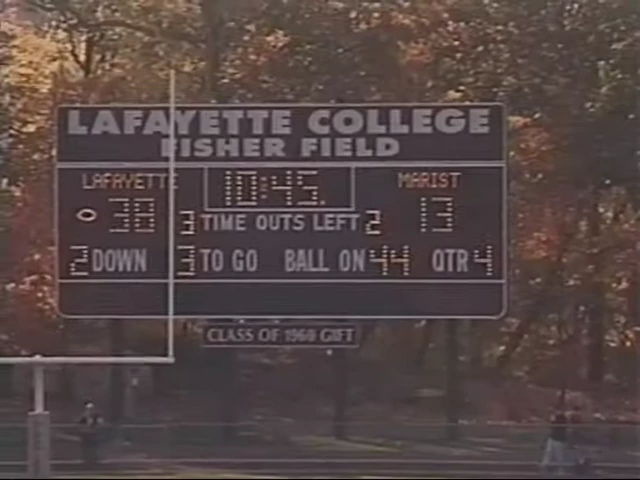 LAFAYETTE COLLEGE
FISHER FIELD
LAFAYETTE 10:45 MARIST
38 3 TIME OUTS LEFT 2 13
2 DOWN 3 TO GO BALL ON 44 QTR 4
CLASS OF 1960 GIFT